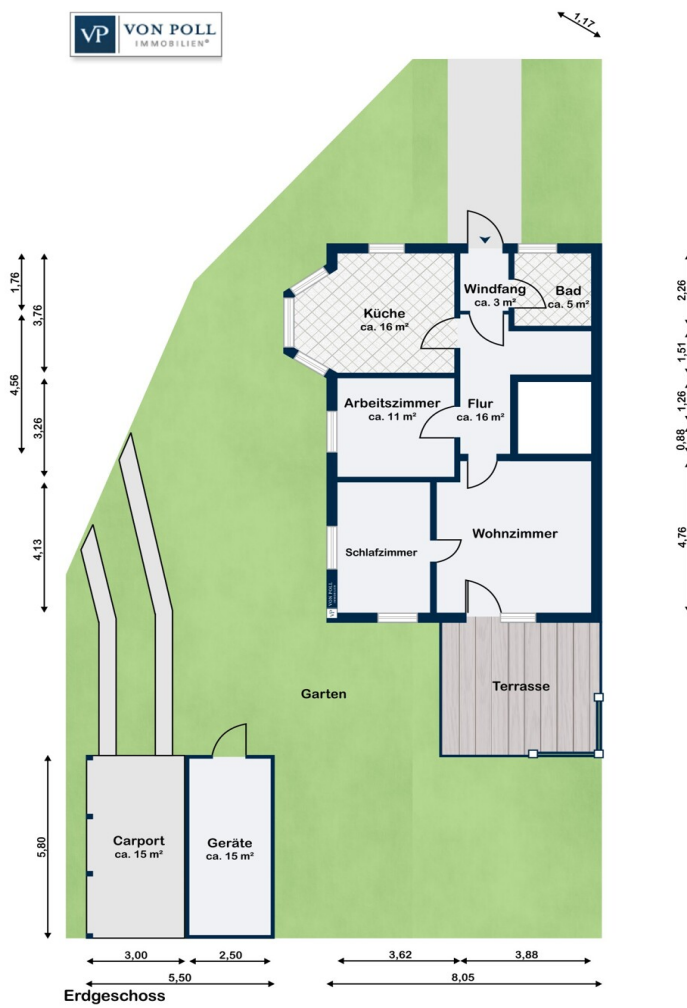 VP VON POLL
IMMOBILIEN®
1,17
1,76
3,76
4,56
3,26
4,13
2,26
1,51
1,26
0,88
4,76
Windfang
ca. 3 m²
Bad
ca. 5 m²
Küche
ca. 16 m²
Arbeitszimmer
ca. 11 m²
Flur
ca. 16 m²
Wohnzimmer
Schlafzimmer
VP VON POLL
Terrasse
Garten
Carport
ca. 15 m²
Geräte
ca. 15 m²
5,80
3,00
2,50
3,62
3,88
5,50
8,05
Erdgeschoss